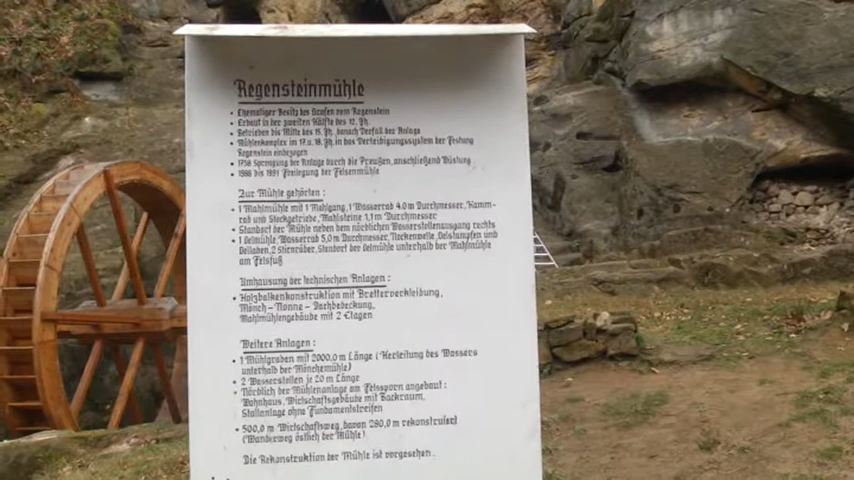 Regensteinmühle
• Ehemaliger Besitz der Grafen vom Regenstein
• Erbaut in der zweiten Hälfte des 12. Jh.
• Betrieben bis Mitte des 15. Jh., danach Verfall der Anlage
• Mühlenkomplex im 17. u. 18. Jh. in das Verteidigungssystem der Festung
Regenstein einbezogen
• 1758 Sprengung der Anlage durch die Preußen, anschließend Wüstung
• 1988 bis 1991 Freilegung der Felsenmühle
Zur Mühle gehörten :
• 1 Mahlmühle mit 1 Mahlgang, 1 Wasserrad 4.0 m Durchmesser, Kamm-
rad und Steckgetriebe, Mahlsteine 1,1 m Durchmesser
• Standort der Mühle neben dem nördlichen Wasserstollenausgang rechts
• 1 Oelmühle, Wasserrad 5,0 m Durchmesser, Nockenwelle, Oelstampfen und
Oelladen, 2 Stirnräder, Standort der Oelmühle unterhalb der Mahlmühle
am Felsfuß
Umhausung der technischen Anlagen :
• Holzbalkenkonstruktion mit Bretterverkleidung,
Mönch - Nonne - Dachbedeckung,
Mahlmühlengebäude mit 2 Etagen
Weitere Anlagen :
• 1 Mühlgraben mit 2000,0 m Länge ( Herleitung des Wassers
unterhalb der Mönchemühle)
• 2 Wasserstollen je 20 m Länge
• Nördlich der Mühlenanlage am Felssporn angebaut :
Wohnhaus, Wirtschaftsgebäude mit Backraum,
Stallanlage ohne Fundamentstreifen
• 500,0 m Wirtschaftsweg, davon 280,0 m rekonstruiert
(Wanderweg östlich der Mühle)
Die Rekonstruktion der Mühle ist vorgesehen.